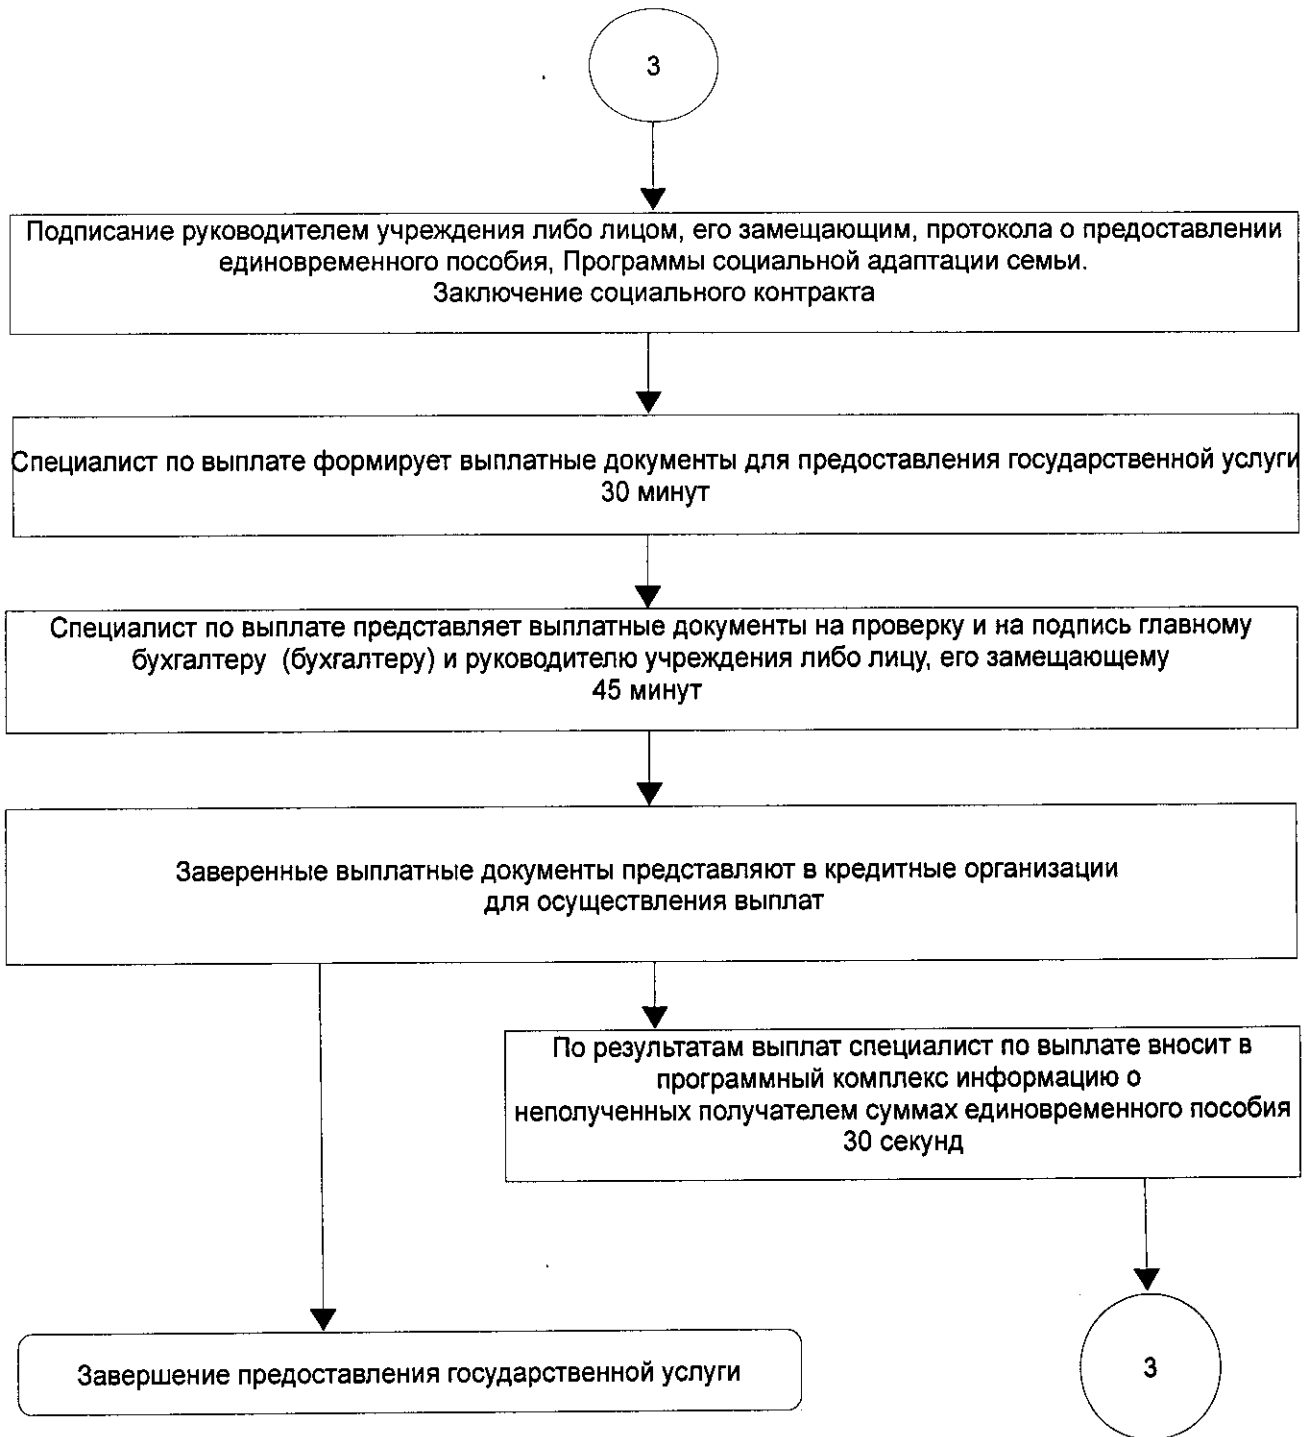 3
Подписание руководителем учреждения либо лицом, его замещающим, протокола о предоставлении
единовременного пособия, Программы социальной адаптации семьи.
Заключение социального контракта
Специалист по выплате формирует выплатные документы для предоставления государственной услуги
30 минут
Специалист по выплате представляет выплатные документы на проверку и на подпись главному
бухгалтеру (бухгалтеру) и руководителю учреждения либо лицу, его замещающему
45 минут
Заверенные выплатные документы представляют в кредитные организации
для осуществления выплат
По результатам выплат специалист по выплате вносит в
программный комплекс информацию о
неполученных получателем суммах единовременного пособия
30 секунд
Завершение предоставления государственной услуги
3